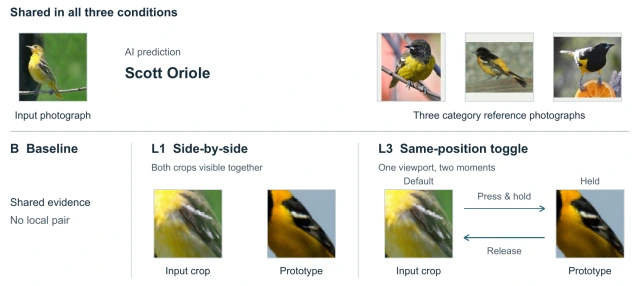 Shared in all three conditions
AI prediction
Scott Oriole
Input photograph
Three category reference photographs
B Baseline
Shared evidence
No local pair
L1 Side-by-side
Both crops visible together
Input crop
Prototype
L3 Same-position toggle
One viewport, two moments
Default
Held
Press & hold
Release
Input crop
Prototype